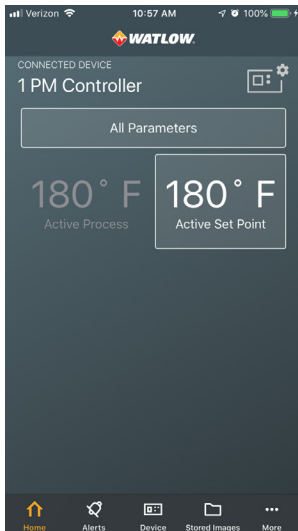 Verizon 10:57 AM 100%
WATLOW.
CONNECTED DEVICE
1 PM Controller
All Parameters
180° F 180° F
Active Process Active Set Point
Home Alerts Device Stored Images More